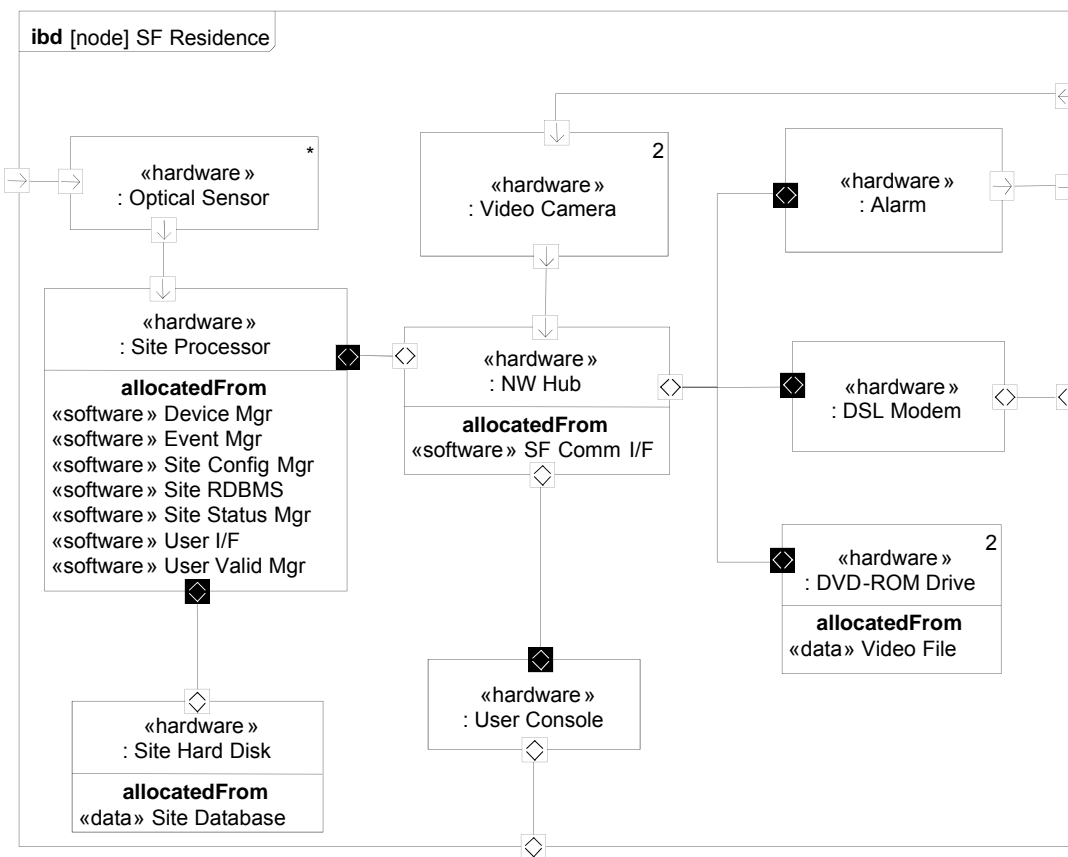 ibd [node] SF Residence
*
«hardware»
: Optical Sensor
2
«hardware»
: Video Camera
«hardware»
: Alarm
«hardware»
: Site Processor
allocatedFrom
«software» Device Mgr
«software» Event Mgr
«software» Site Config Mgr
«software» Site RDBMS
«software» Site Status Mgr
«software» User I/F
«software» User Valid Mgr
«hardware»
: NW Hub
allocatedFrom
«software» SF Comm I/F
«hardware»
: DSL Modem
2
«hardware»
: DVD-ROM Drive
allocatedFrom
«data» Video File
«hardware»
: Site Hard Disk
allocatedFrom
«data» Site Database
«hardware»
: User Console